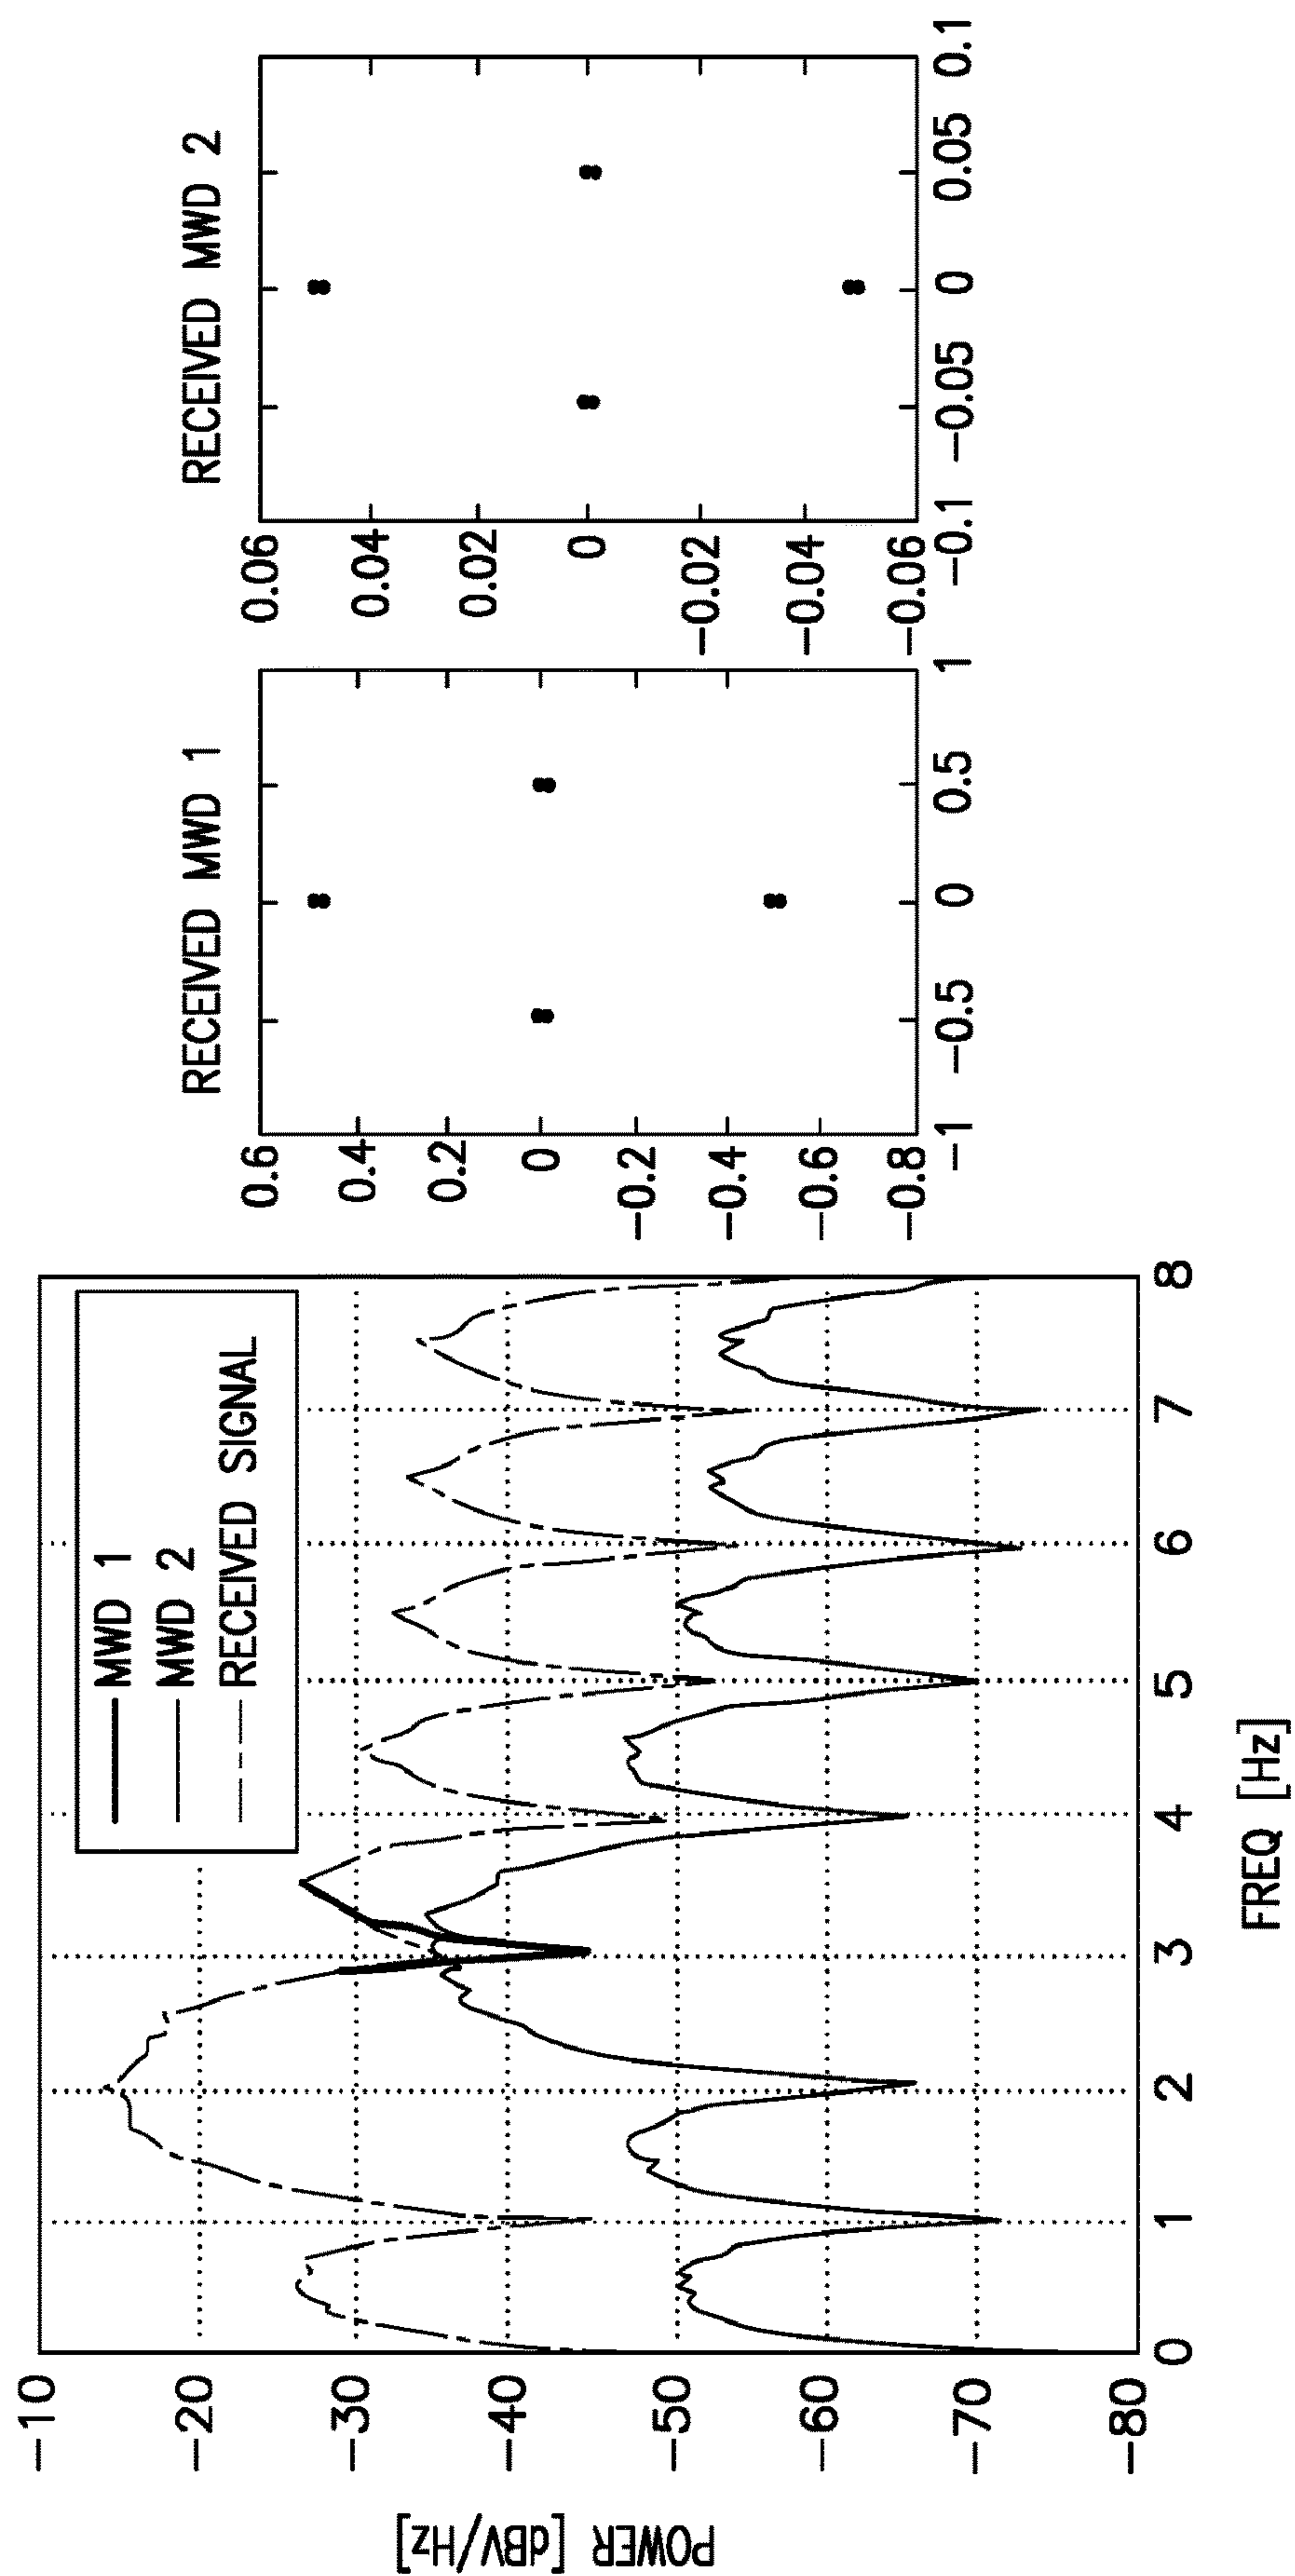 POWER [dBV/Hz]
-10
-20
-30
-40
-50
-60
-70
-80
MWD 1
MWD 2
RECEIVED SIGNAL
0 1 2 3 4 5 6 7 8
FREQ [Hz]
RECEIVED MWD 1
0.6
0.4
0.2
0
-0.2
-0.4
-0.6
-0.8
-1 -0.5 0 0.5 1
RECEIVED MWD 2
0.06
0.04
0.02
0
-0.02
-0.04
-0.06
-0.1 -0.05 0 0.05 0.1